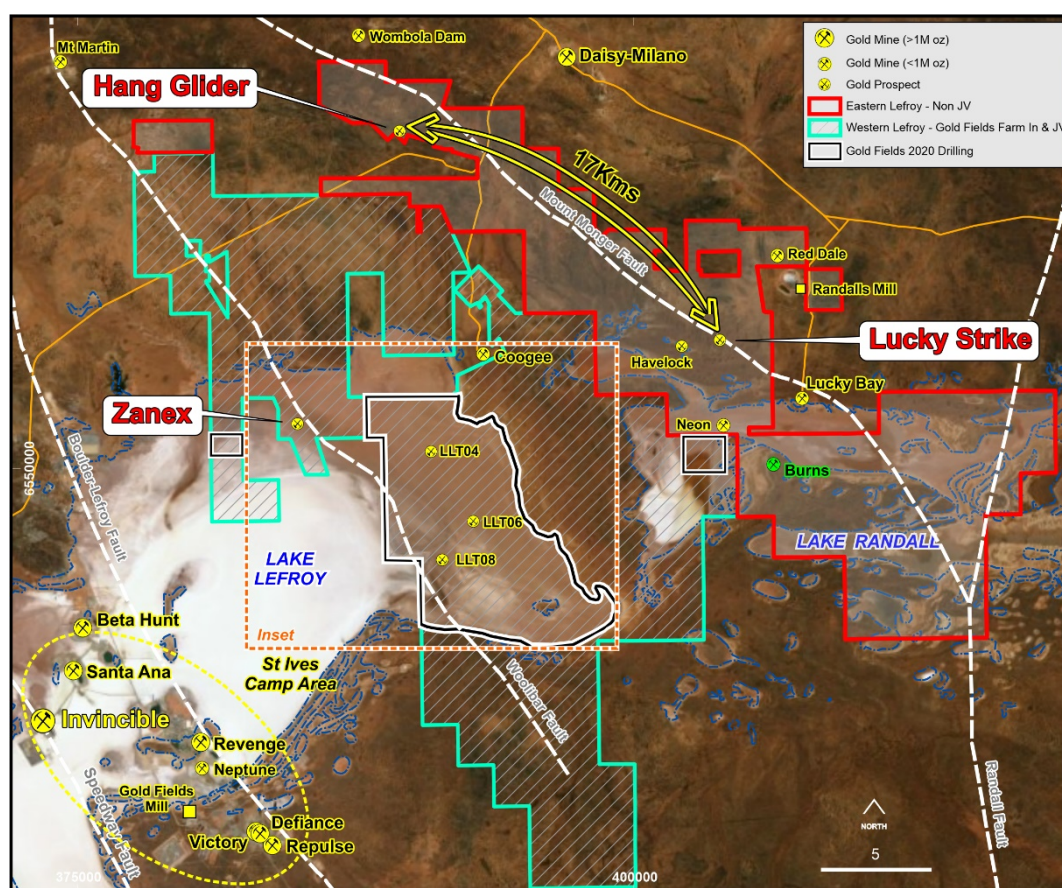 Mt Martin
Wombola Dam
Daisy-Milano
Hang Glider
17Kms
Mount Monger Fault
Gold Mine (>1M oz)
Gold Mine (<1M oz)
Gold Prospect
Eastern Lefroy - Non JV
Western Lefroy - Gold Fields Farm In & JV
Gold Fields 2020 Drilling
Red Dale
Randalls Mill
Lucky Strike
Havelock
Coogee
Lucky Bay
Zanex
Neon
Burns
LLT04
LLT06
LLT08
6550000
Boulder-Lefroy Fault
LAKE
LEFROY
LAKE RANDALL
Inset
St Ives
Camp Area
Beta Hunt
Santa Ana
Invincible
Revenge
Neptune
Gold Fields
Mill
Defiance
Victory
Repulse
Speedway Fault
Woolibar Fault
Randall Fault
NORTH
5
375000
400000